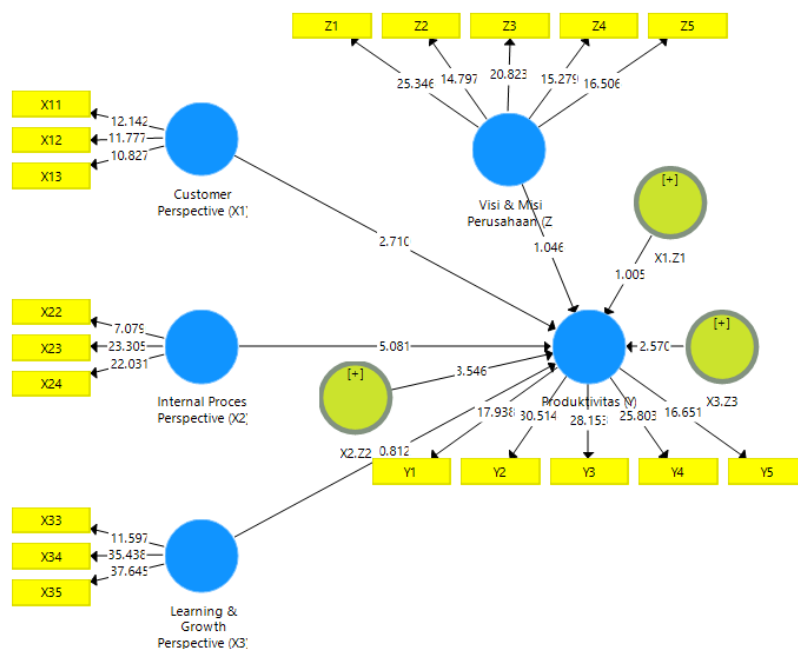 Z1
Z2
Z3
Z4
Z5
25.346
14.797
20.823
15.279
16.506
X11
X12
X13
12.142
11.777
10.827
Customer
Perspective (X1)
Visi & Misi
Perusahaan (Z
[+]
X1.Z1
2.710
1.046
1.005
X22
X23
X24
7.079
23.305
22.031
Internal Proces
Perspective (X2)
5.081
[+]
X2.Z2
3.546
[+]
X3.Z3
2.570
Produktivitas (Y)
17.938
30.514
28.153
25.803
16.651
Y1
Y2
Y3
Y4
Y5
0.812
X33
X34
X35
11.597
35.438
37.645
Learning &
Growth
Perspective (X3)